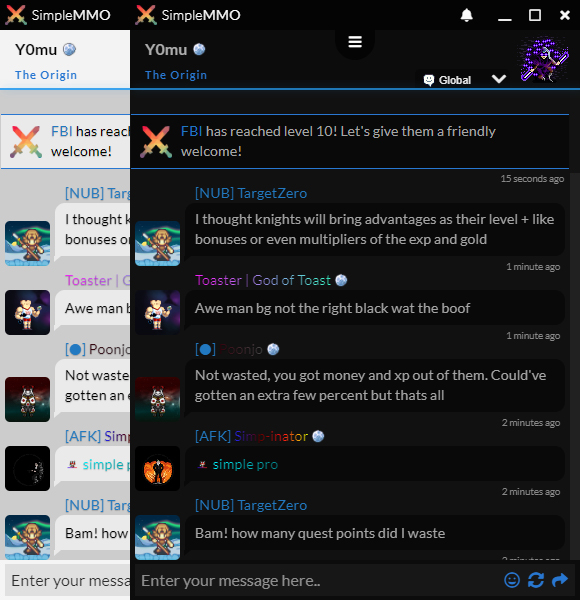 SimpleMMO
SimpleMMO
Y0mu
The Origin
Y0mu
The Origin
Global
FBI has reach
welcome!
FBI has reached level 10! Let's give them a friendly
welcome!
15 seconds ago
[NUB] Targ
[NUB] TargetZero
I thought k
bonuses or
I thought knights will bring advantages as their level + like
bonuses or even multipliers of the exp and gold
1 minute ago
Toaster | G
Toaster | God of Toast
Awe man b
Awe man bg not the right black wat the boof
1 minute ago
[●] Poonjo
[●] Poonjo
Not waste
gotten an e
Not wasted, you got money and xp out of them. Could've
gotten an extra few percent but thats all
2 minutes ago
[AFK] Simp
[AFK] Simp-inator
simple p
simple pro
2 minutes ago
[NUB] Targ
[NUB] TargetZero
Bam! how
Bam! how many quest points did I waste
2 minutes ago
Enter your messa
Enter your message here..